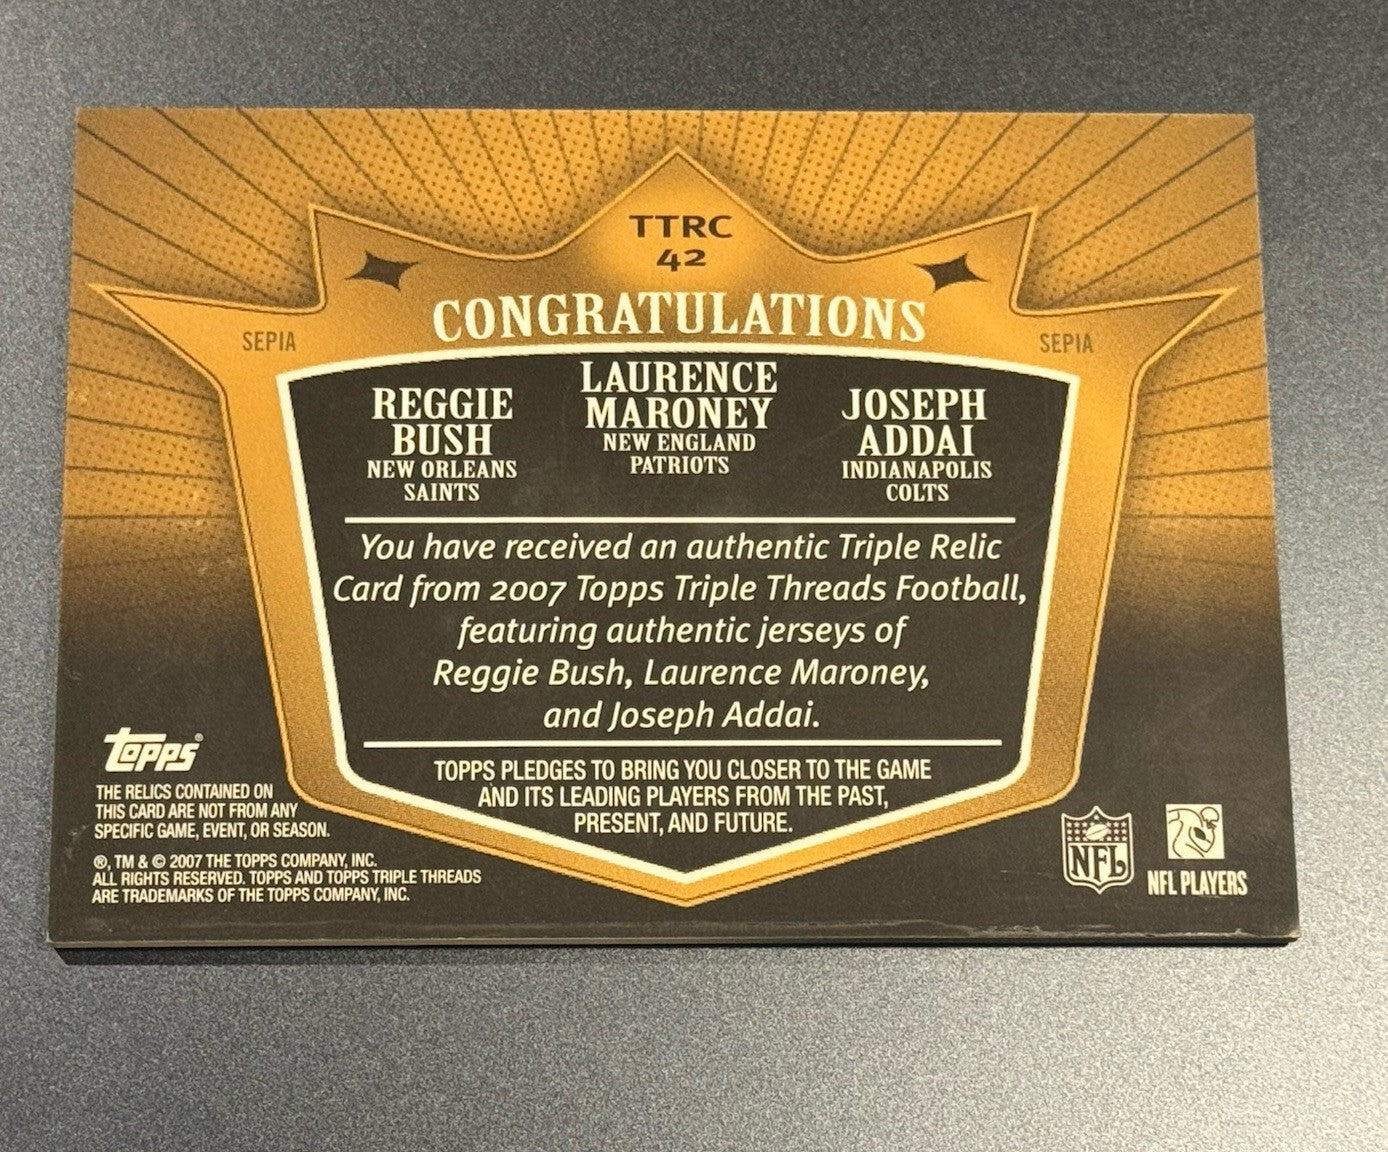 TTRC
42
CONGRATULATIONS
SEPIA
SEPIA
REGGIE
BUSH
NEW ORLEANS
SAINTS
LAURENCE
MARONEY
NEW ENGLAND
PATRIOTS
JOSEPH
ADDAI
INDIANAPOLIS
COLTS
You have received an authentic Triple Relic
Card from 2007 Topps Triple Threads Football,
featuring authentic jerseys of
Reggie Bush, Laurence Maroney,
and Joseph Addai.
TOPPS PLEDGES TO BRING YOU CLOSER TO THE GAME
AND ITS LEADING PLAYERS FROM THE PAST,
PRESENT, AND FUTURE.
Topps®
THE RELICS CONTAINED ON
THIS CARD ARE NOT FROM ANY
SPECIFIC GAME, EVENT, OR SEASON.
®, TM & © 2007 THE TOPPS COMPANY, INC.
ALL RIGHTS RESERVED. TOPPS AND TOPPS TRIPLE THREADS
ARE TRADEMARKS OF THE TOPPS COMPANY, INC.
NFL
NFL PLAYERS